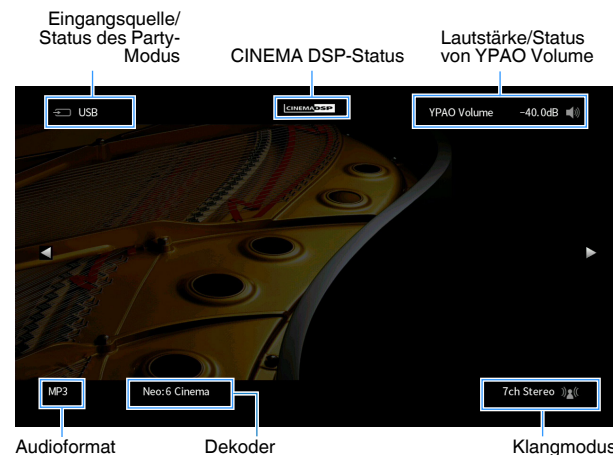 Eingangsquelle/
Status des Party-
Modus
CINEMA DSP-Status
Lautstärke/Status
von YPAO Volume
USB
CINEMA DSP
YPAO Volume -40.0dB
MP3
Neo:6 Cinema
7ch Stereo
Audioformat
Dekoder
Klangmodus